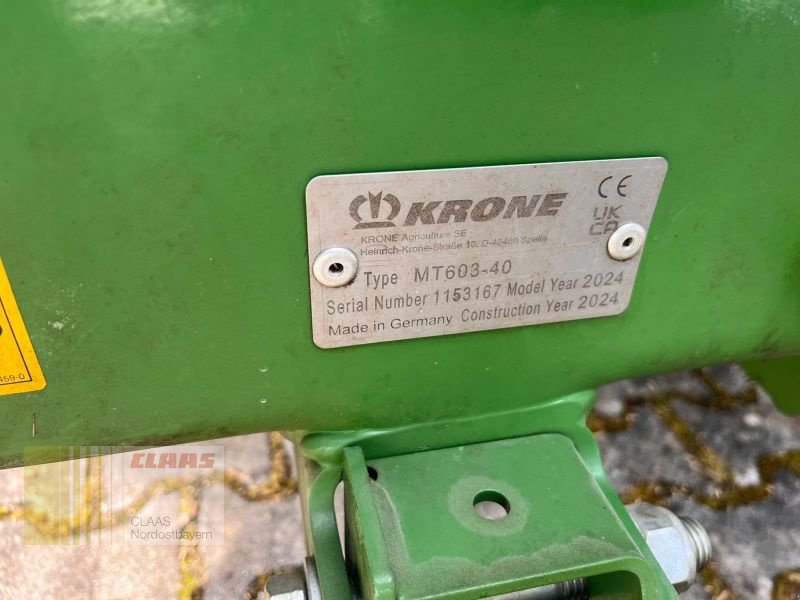 KRONE
CE
UK
CA
KRONE Agriculture SE
Heinrich-Krone-Straße 10, D-48480 Spelle
Type MT603-40
Serial Number 1153167 Model Year 2024
Made in Germany Construction Year 2024
CLAAS
CLAAS
Nordostbayern